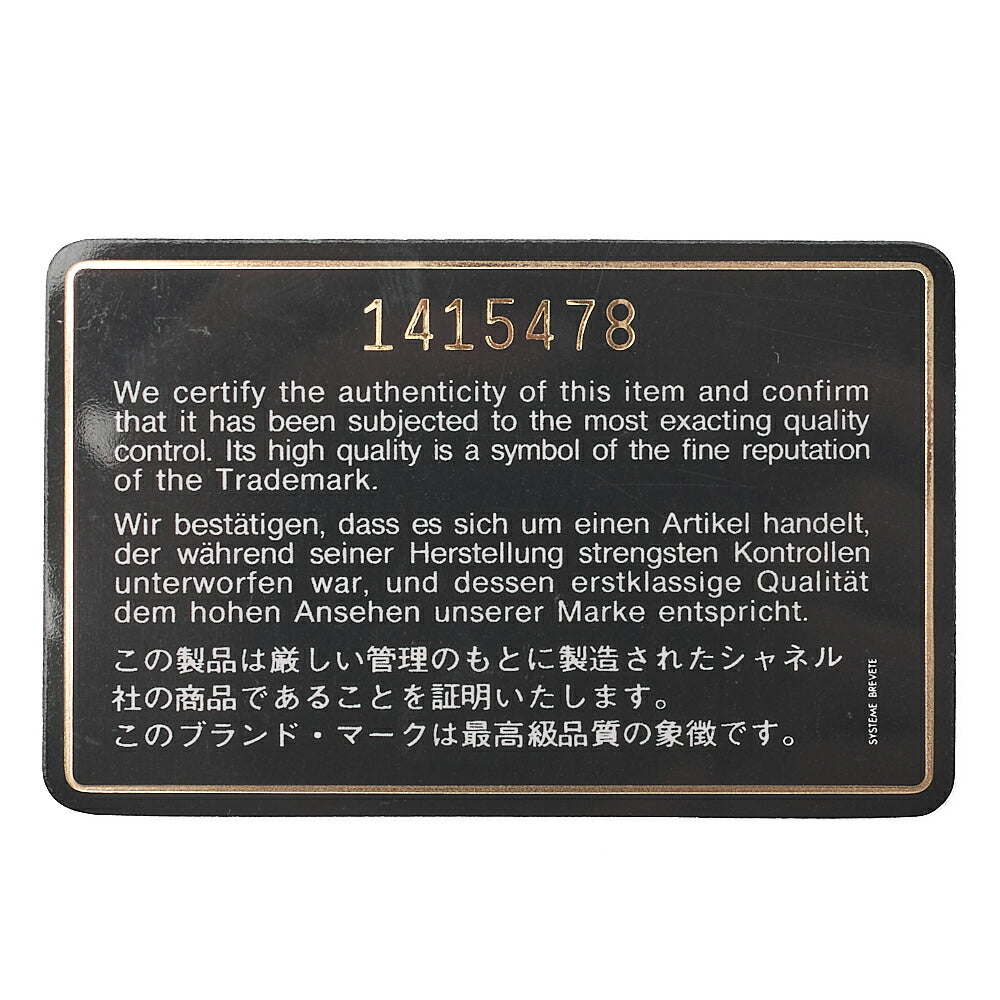 1415478
We certify the authenticity of this item and confirm
that it has been subjected to the most exacting quality
control. Its high quality is a symbol of the fine reputation
of the Trademark.
Wir bestätigen, dass es sich um einen Artikel handelt,
der während seiner Herstellung strengsten Kontrollen
unterworfen war, und dessen erstklassige Qualität
dem hohen Ansehen unserer Marke entspricht.
この製品は厳しい管理のもとに製造されたシャネル
社の商品であることを証明いたします。
このブランド・マークは最高級品質の象徴です。
SYSTEME BREVETE